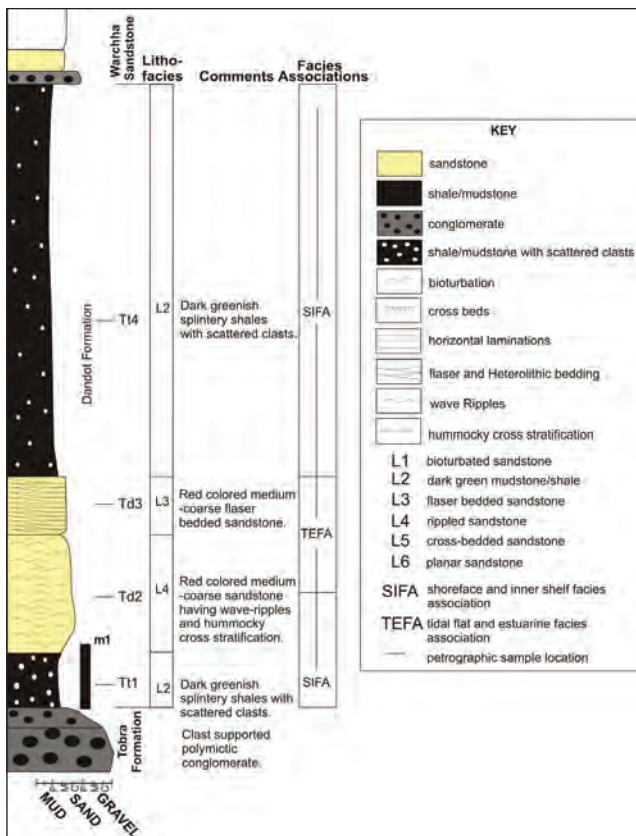 Warchha
Sandstone
Litho-
facies
Comments
Facies
Associations
Dandot Formation
Tt4
L2
Dark greenish
splintery shales
with scattered clasts.
SIFA
Td3
L3
Red colored medium
-coarse flaser
bedded sandstone.
TEFA
Td2
L4
Red colored medium
-coarse sandstone
having wave-ripples
and hummocky
cross stratification.
m1
Tt1
L2
Dark greenish
splintery shales with
scattered clasts.
SIFA
Tobra
Formation
Clast supported
polymictic
conglomerate.
MUD
SAND
GRAVEL
KEY
sandstone
shale/mudstone
conglomerate
shale/mudstone with scattered clasts
bioturbation
cross beds
horizontal laminations
flaser and Heterolithic bedding
wave Ripples
hummocky cross stratification
L1 bioturbated sandstone
L2 dark green mudstone/shale
L3 flaser bedded sandstone
L4 rippled sandstone
L5 cross-bedded sandstone
L6 planar sandstone
SIFA shoreface and inner shelf facies
association
TEFA tidal flat and estuarine facies
association
petrographic sample location